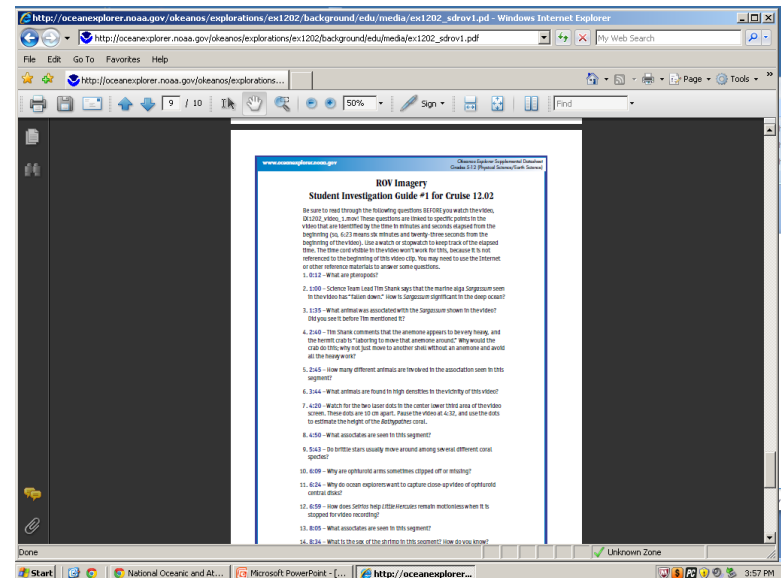 http://oceanexplorer.noaa.gov/okeanos/explorations/ex1202/background/edu/media/ex1202_sdrov1.pd - Windows Internet Explorer
http://oceanexplorer.noaa.gov/okeanos/explorations/ex1202/background/edu/media/ex1202_sdrov1.pdf
My Web Search
File Edit Go To Favorites Help
http://oceanexplorer.noaa.gov/okeanos/explorations...
Page Tools
9 / 10 50% Sign Find
www.oceanexplorer.noaa.gov
Okeanos Explorer Supplemental Datasheet
Grades 5-12 (Physical Science/Earth Science)
ROV Imagery
Student Investigation Guide #1 for Cruise 12.02
Be sure to read through the following questions BEFORE you watch the video,
EX1202_video_1.mov! These questions are linked to specific points in the
video that are identified by the time in minutes and seconds elapsed from the
beginning (so, 6:23 means six minutes and twenty-three seconds from the
beginning of the video). Use a watch or stopwatch to keep track of the elapsed
time. The time cord visible in the video won't work for this, because it is not
referenced to the beginning of this video clip. You may need to use the Internet
or other reference materials to answer some questions.
1. 0:12 – What are pteropods?
2. 1:00 – Science Team Lead Tim Shank says that the marine alga Sargassum seen
in the video has "fallen down." How is Sargassum significant in the deep ocean?
3. 1:35 – What animal was associated with the Sargassum shown in the video?
Did you see it before Tim mentioned it?
4. 2:40 – Tim Shank comments that the anemone appears to be very heavy, and
the hermit crab is "laboring to move that anemone around." Why would the
crab do this; why not just move to another shell without an anemone and avoid
all the heavy work?
5. 2:45 – How many different animals are involved in the association seen in this
segment?
6. 3:44 – What animals are found in high densities in the vicinity of this video?
7. 4:20 – Watch for the two laser dots in the center lower third area of the video
screen. These dots are 10 cm apart. Pause the video at 4:32, and use the dots
to estimate the height of the Bathypathes coral.
8. 4:50 – What associates are seen in this segment?
9. 5:43 – Do brittle stars usually move around among several different coral
species?
10. 6:09 – Why are ophiuroid arms sometimes clipped off or missing?
11. 6:24 – Why do ocean explorers want to capture close-up video of ophiuroid
central disks?
12. 6:59 – How does Seirios help Little Hercules remain motionless when it is
stopped for video recording?
13. 8:05 – What associates are seen in this segment?
14. 8:34 – What is the sex of the shrimp in this segment? How do you know?
Done
Unknown Zone
Start
National Oceanic and At...
Microsoft PowerPoint - [...
http://oceanexplorer...
3:57 PM